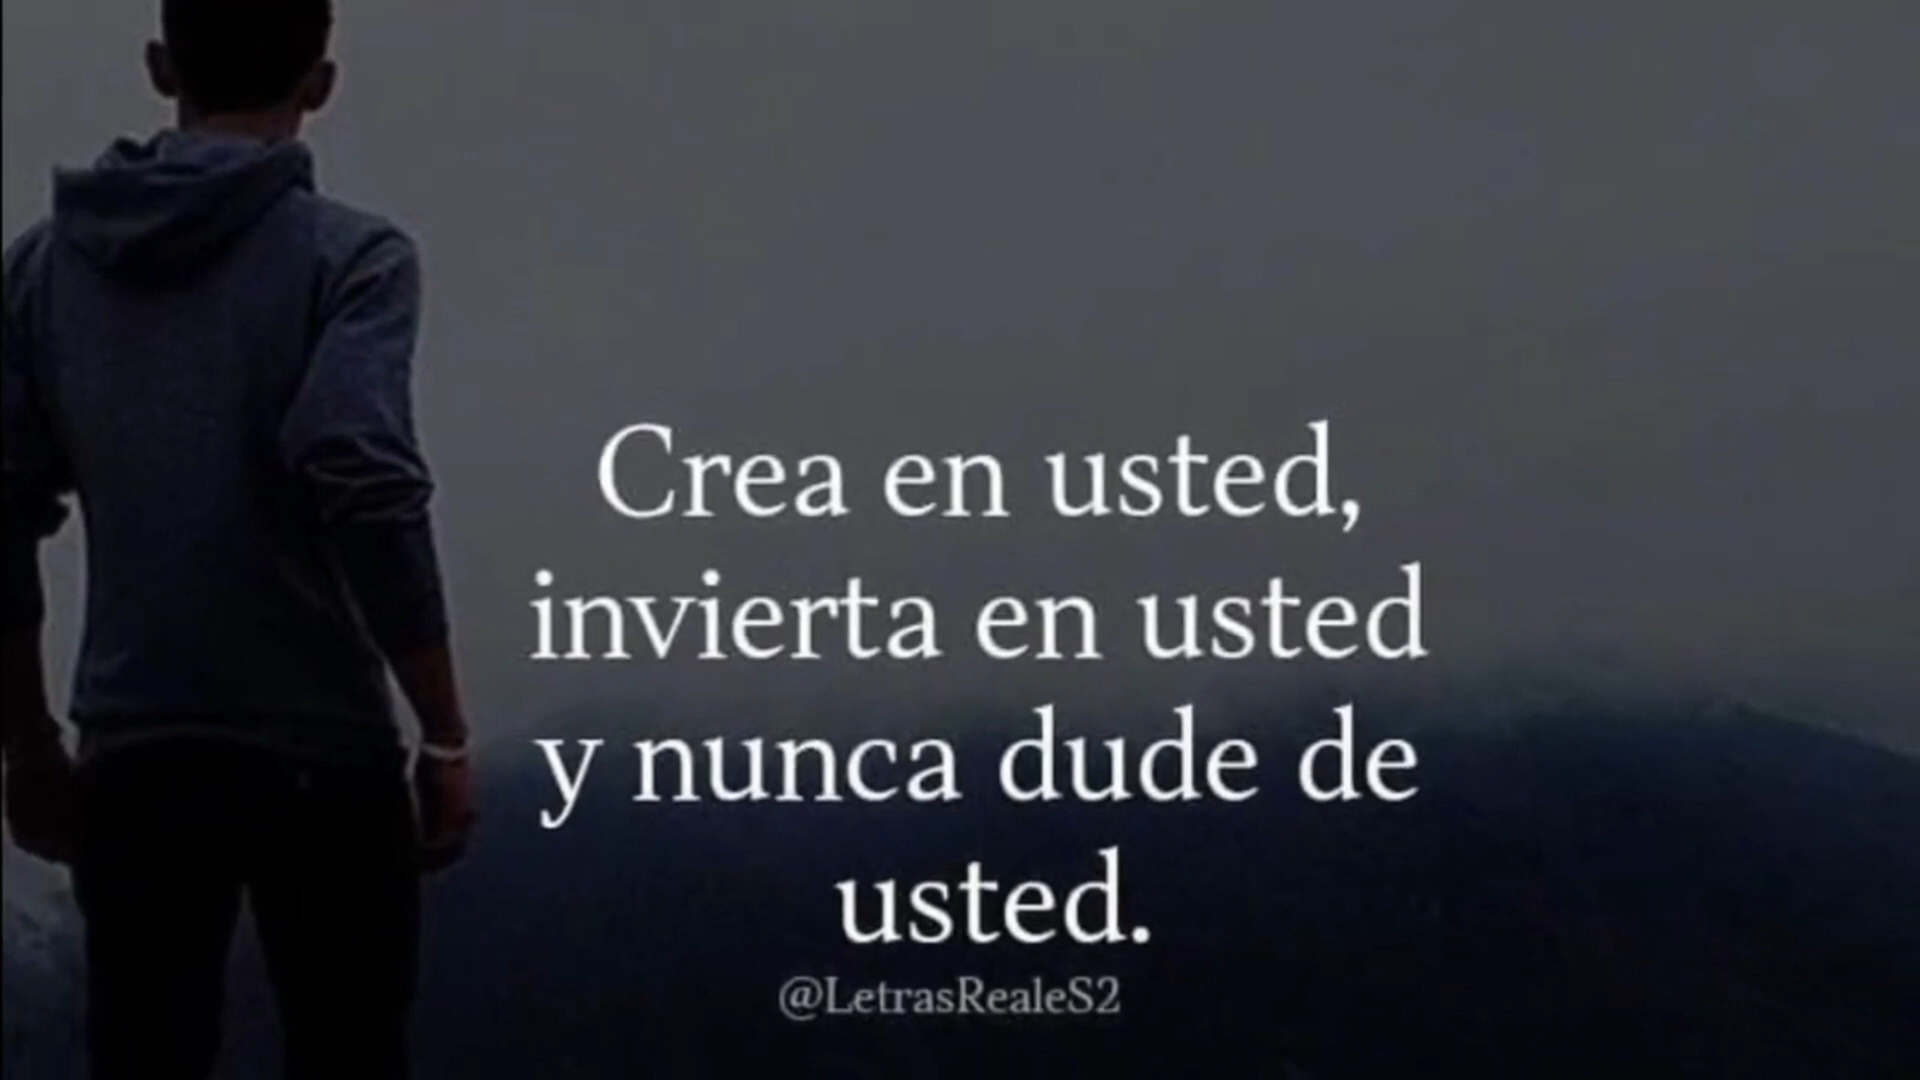 Crea en usted,
invierta en usted
y nunca dude de
usted.
@LetrasRealeS2